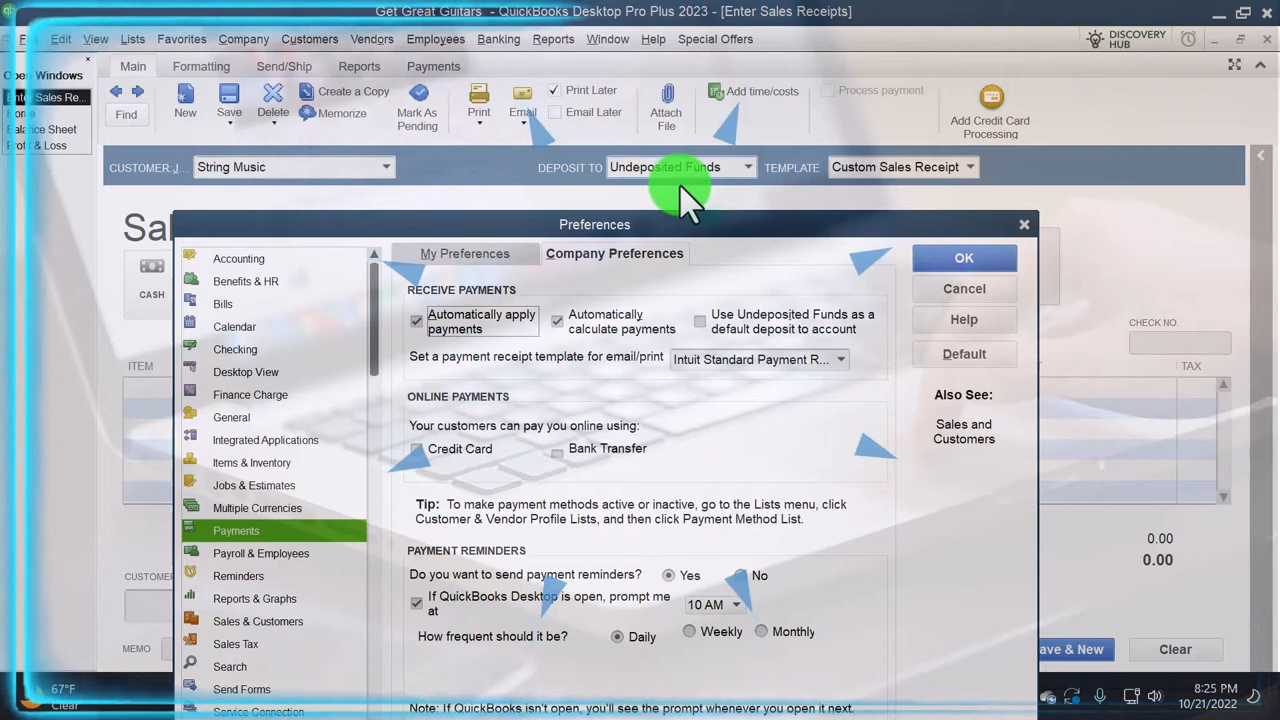 Get Great Guitars - QuickBooks Desktop Pro Plus 2023 - [Enter Sales Receipts]
Edit View Lists Favorites Company Customers Vendors Employees Banking Reports Window Help Special Offers
DISCOVERY HUB
Open Windows
Enter Sales Re...
Home
Balance Sheet
Profit & Loss
Main Formatting Send/Ship Reports Payments
Find
New
Save
Delete
Create a Copy
Memorize
Mark As Pending
Print
Email
Print Later
Email Later
Attach File
Add time/costs
Process payment
Add Credit Card Processing
CUSTOMER:J... String Music
DEPOSIT TO Undeposited Funds
TEMPLATE Custom Sales Receipt
Sal
CASH
CHECK NO.
ITEM
TAX
0.00
0.00
CUSTOMER
MEMO
ave & New
Clear
Preferences
Accounting
Benefits & HR
Bills
Calendar
Checking
Desktop View
Finance Charge
General
Integrated Applications
Items & Inventory
Jobs & Estimates
Multiple Currencies
Payments
Payroll & Employees
Reminders
Reports & Graphs
Sales & Customers
Sales Tax
Search
Send Forms
Service Connection
My Preferences Company Preferences
RECEIVE PAYMENTS
Automatically apply payments
Automatically calculate payments
Use Undeposited Funds as a default deposit to account
Set a payment receipt template for email/print Intuit Standard Payment R...
ONLINE PAYMENTS
Your customers can pay you online using:
Credit Card Bank Transfer
Tip: To make payment methods active or inactive, go to the Lists menu, click
Customer & Vendor Profile Lists, and then click Payment Method List.
PAYMENT REMINDERS
Do you want to send payment reminders? Yes No
If QuickBooks Desktop is open, prompt me at 10 AM
How frequent should it be? Daily Weekly Monthly
Note: If QuickBooks isn't open, you'll see the prompt whenever you open it next.
OK
Cancel
Help
Default
Also See:
Sales and
Customers
67°F
Clear
8:25 PM
10/21/2022